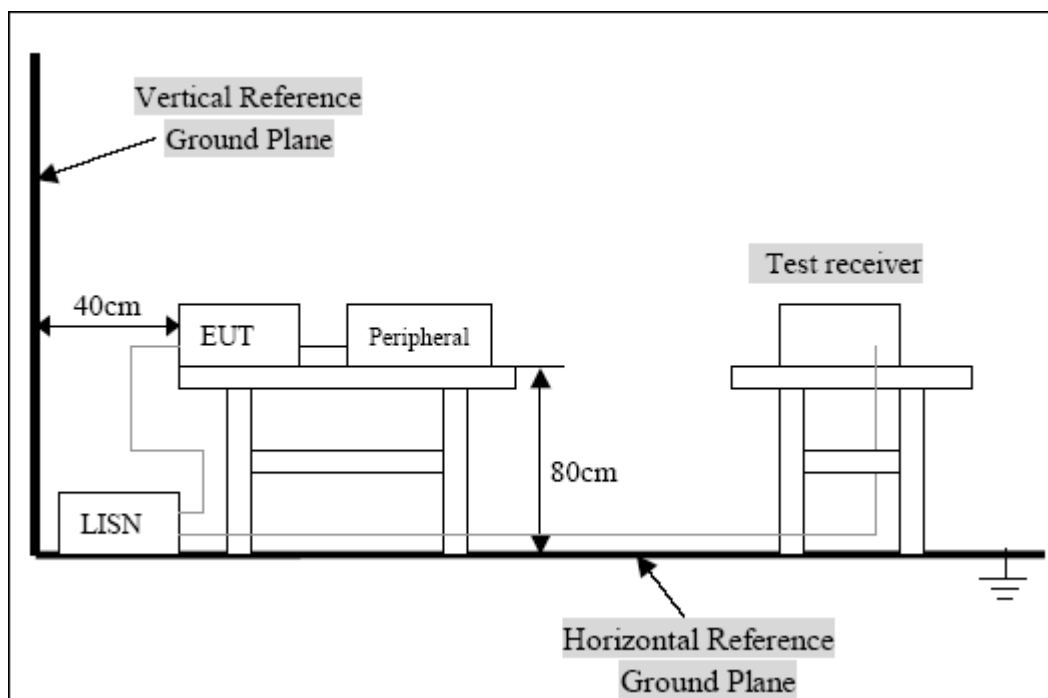 Vertical Reference
Ground Plane
Test receiver
40cm
EUT
Peripheral
80cm
LISN
Horizontal Reference
Ground Plane